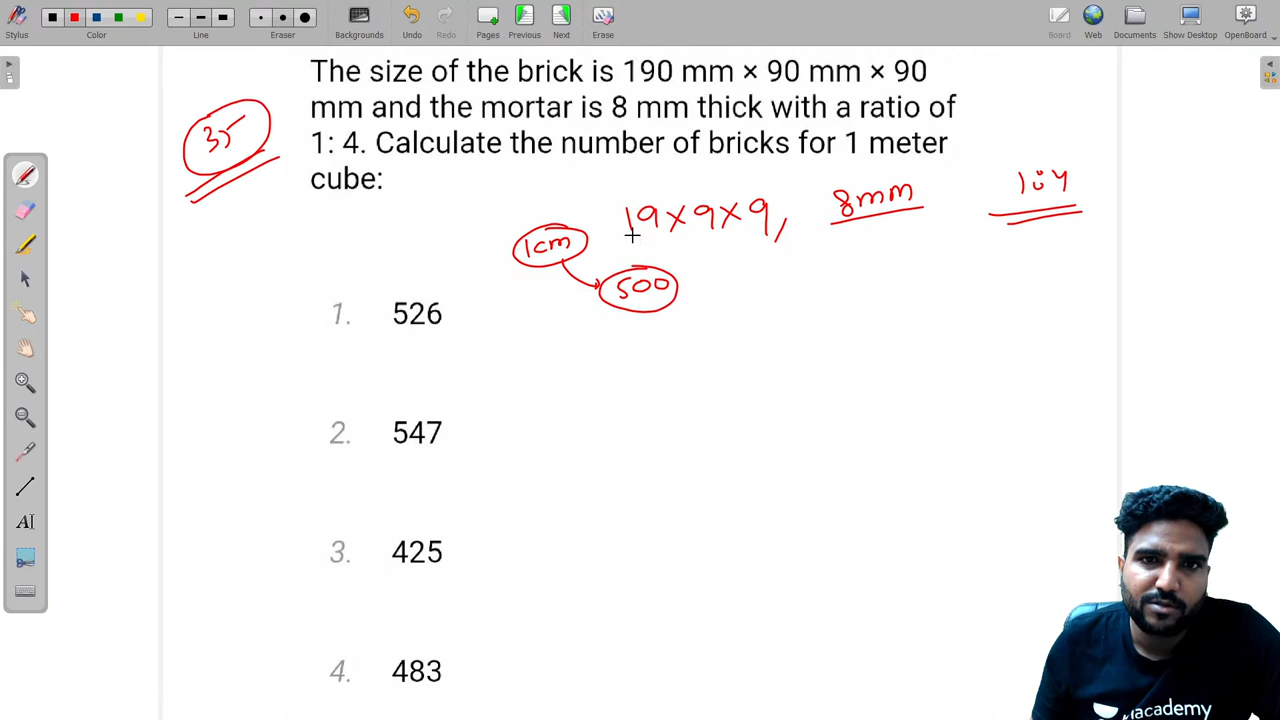 Stylus
Color
Line
Eraser
Backgrounds
Undo
Redo
Pages
Previous
Next
Erase
Board
Web
Documents
Show Desktop
OpenBoard
The size of the brick is 190 mm × 90 mm × 90
mm and the mortar is 8 mm thick with a ratio of
1: 4. Calculate the number of bricks for 1 meter
cube:
35
19×9×9,
8mm
1:4
1cm
500
1. 526
2. 547
3. 425
4. 483
AI
academy